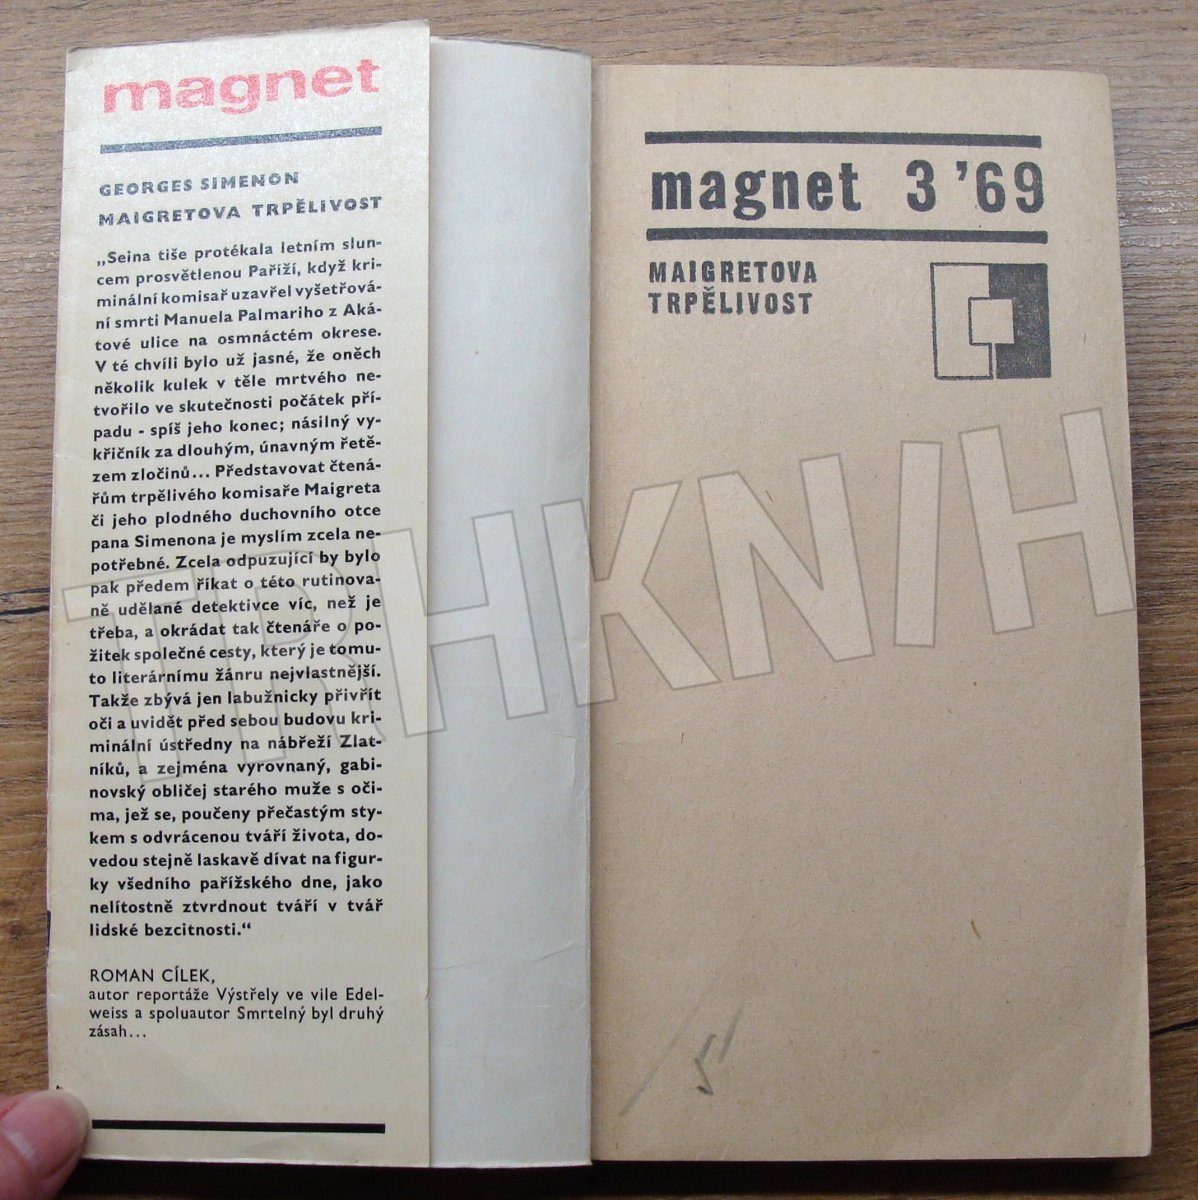 magnet
GEORGES SIMENON
MAIGRETOVA TRPĚLIVOST
„Seina tiše protékala letním slun-
cem prosvětlenou Paříží, když kri-
minální komisař uzavřel vyšetřová-
ní smrti Manuela Palmariho z Aká-
tové ulice na osmnáctém okrese.
V té chvíli bylo už jasné, že oněch
několik kulek v těle mrtvého ne-
tvořilo ve skutečnosti počátek pří-
padu - spíš jeho konec; násilný vy-
křičník za dlouhým, únavným řetě-
zem zločinů... Představovat čtená-
řům trpělivého komisaře Maigreta
či jeho plodného duchovního otce
pana Simenona je myslím zcela ne-
potřebné. Zcela odpuzující by bylo
pak předem říkat o této rutinova-
ně udělané detektivce víc, než je
třeba, a okrádat tak čtenáře o po-
žitek společné cesty, který je tomu-
to literárnímu žánru nejvlastnější.
Takže zbývá jen labužnicky přivřít
oči a uvidět před sebou budovu kri-
minální ústředny na nábřeží Zlat-
níků, a zejména vyrovnaný, gabi-
novský obličej starého muže s oči-
ma, jež se, poučeny přečastým sty-
kem s odvrácenou tváří života, do-
vedou stejně laskavě dívat na figur-
ky všedního pařížského dne, jako
nelítostně ztvrdnout tváří v tvář
lidské bezcitnosti.“
ROMAN CÍLEK,
autor reportáže Výstřely ve vile Edel-
weiss a spoluautor Smrtelný byl druhý
zásah...
magnet 3 ’69
MAIGRETOVA
TRPĚLIVOST
5'
TRHKNIH